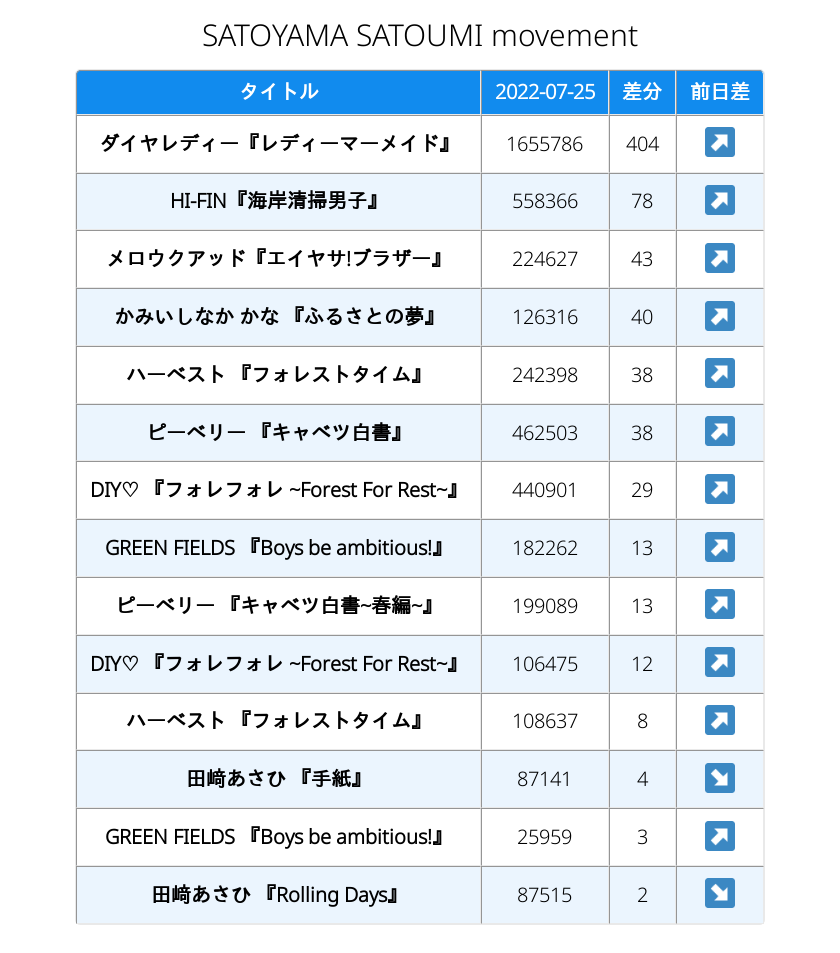 SATOYAMA SATOUMI movement
タイトル 2022-07-25 差分 前日差
ダイヤレディー『レディーマーメイド』 1655786 404
HI-FIN『海岸清掃男子』 558366 78
メロウクアッド『エイヤサ!ブラザー』 224627 43
かみいしなか かな 『ふるさとの夢』 126316 40
ハーベスト 『フォレストタイム』 242398 38
ピーベリー 『キャベツ白書』 462503 38
DIY♡ 『フォレフォレ ~Forest For Rest~』 440901 29
GREEN FIELDS 『Boys be ambitious!』 182262 13
ピーベリー 『キャベツ白書~春編~』 199089 13
DIY♡ 『フォレフォレ ~Forest For Rest~』 106475 12
ハーベスト 『フォレストタイム』 108637 8
田﨑あさひ 『手紙』 87141 4
GREEN FIELDS 『Boys be ambitious!』 25959 3
田﨑あさひ 『Rolling Days』 87515 2